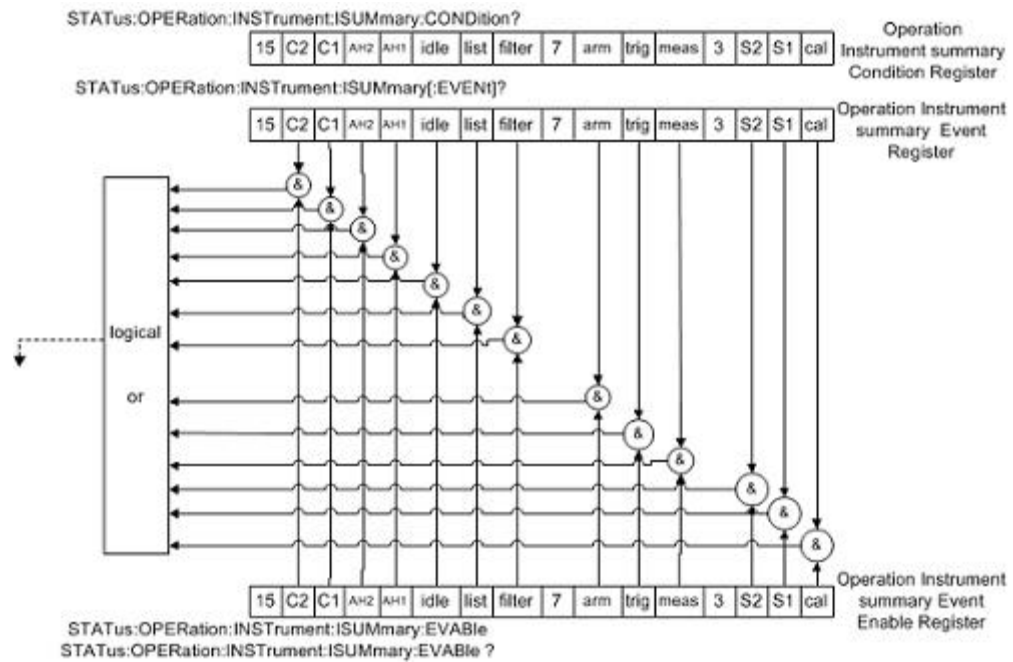 STATus:OPERation:INSTrument:ISUMmary:CONDition?
15 C2 C1 AH2 AH1 idle list filter 7 arm trig meas 3 S2 S1 cal
Operation
Instrument summary
Condition Register
STATus:OPERation:INSTrument:ISUMmary[:EVENt]?
15 C2 C1 AH2 AH1 idle list filter 7 arm trig meas 3 S2 S1 cal
Operation Instrument
summary Event
Register
&
&
&
&
&
&
&
&
&
&
&
&
&
logical
or
15 C2 C1 AH2 AH1 idle list filter 7 arm trig meas 3 S2 S1 cal
Operation Instrument
summary Event
Enable Register
STATus:OPERation:INSTrument:ISUMmary:EVABle
STATus:OPERation:INSTrument:ISUMmary:EVABle ?